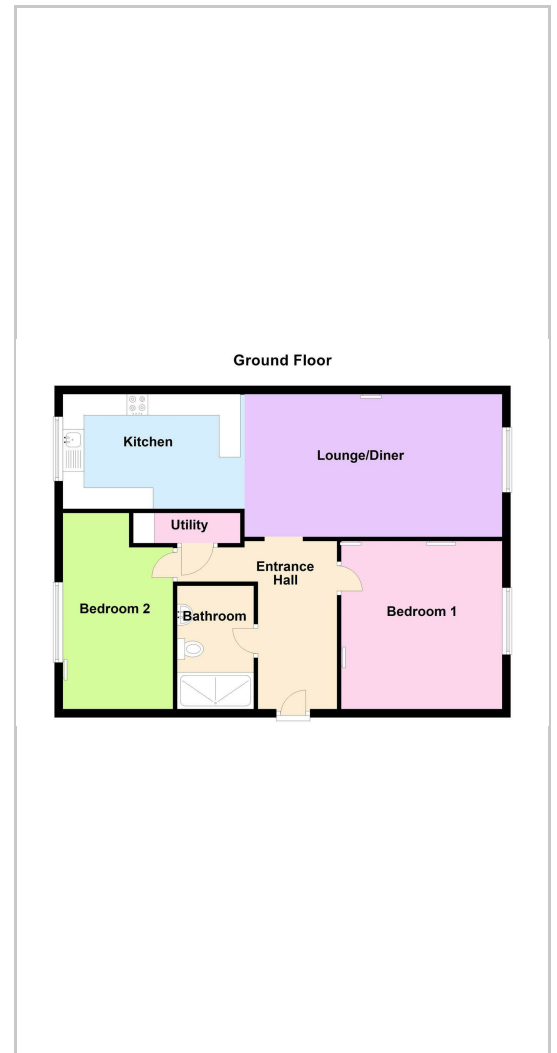 Ground Floor
Kitchen
Lounge/Diner
Utility
Entrance
Hall
Bedroom 2
Bathroom
Bedroom 1